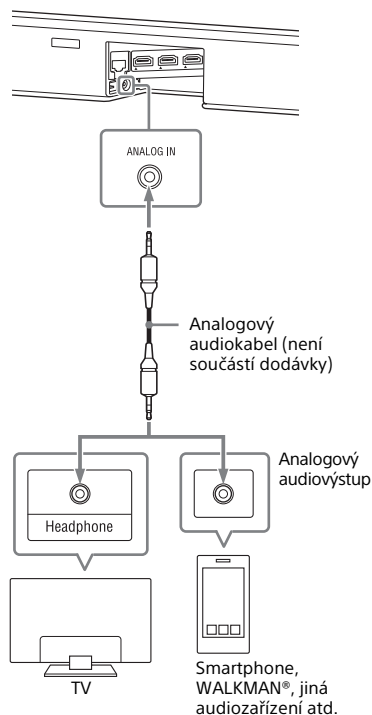 ANALOG IN
Analogový
audiokabel (není
součástí dodávky)
Analogový
audiovýstup
Headphone
TV
Smartphone,
WALKMAN®, jiná
audiozařízení atd.